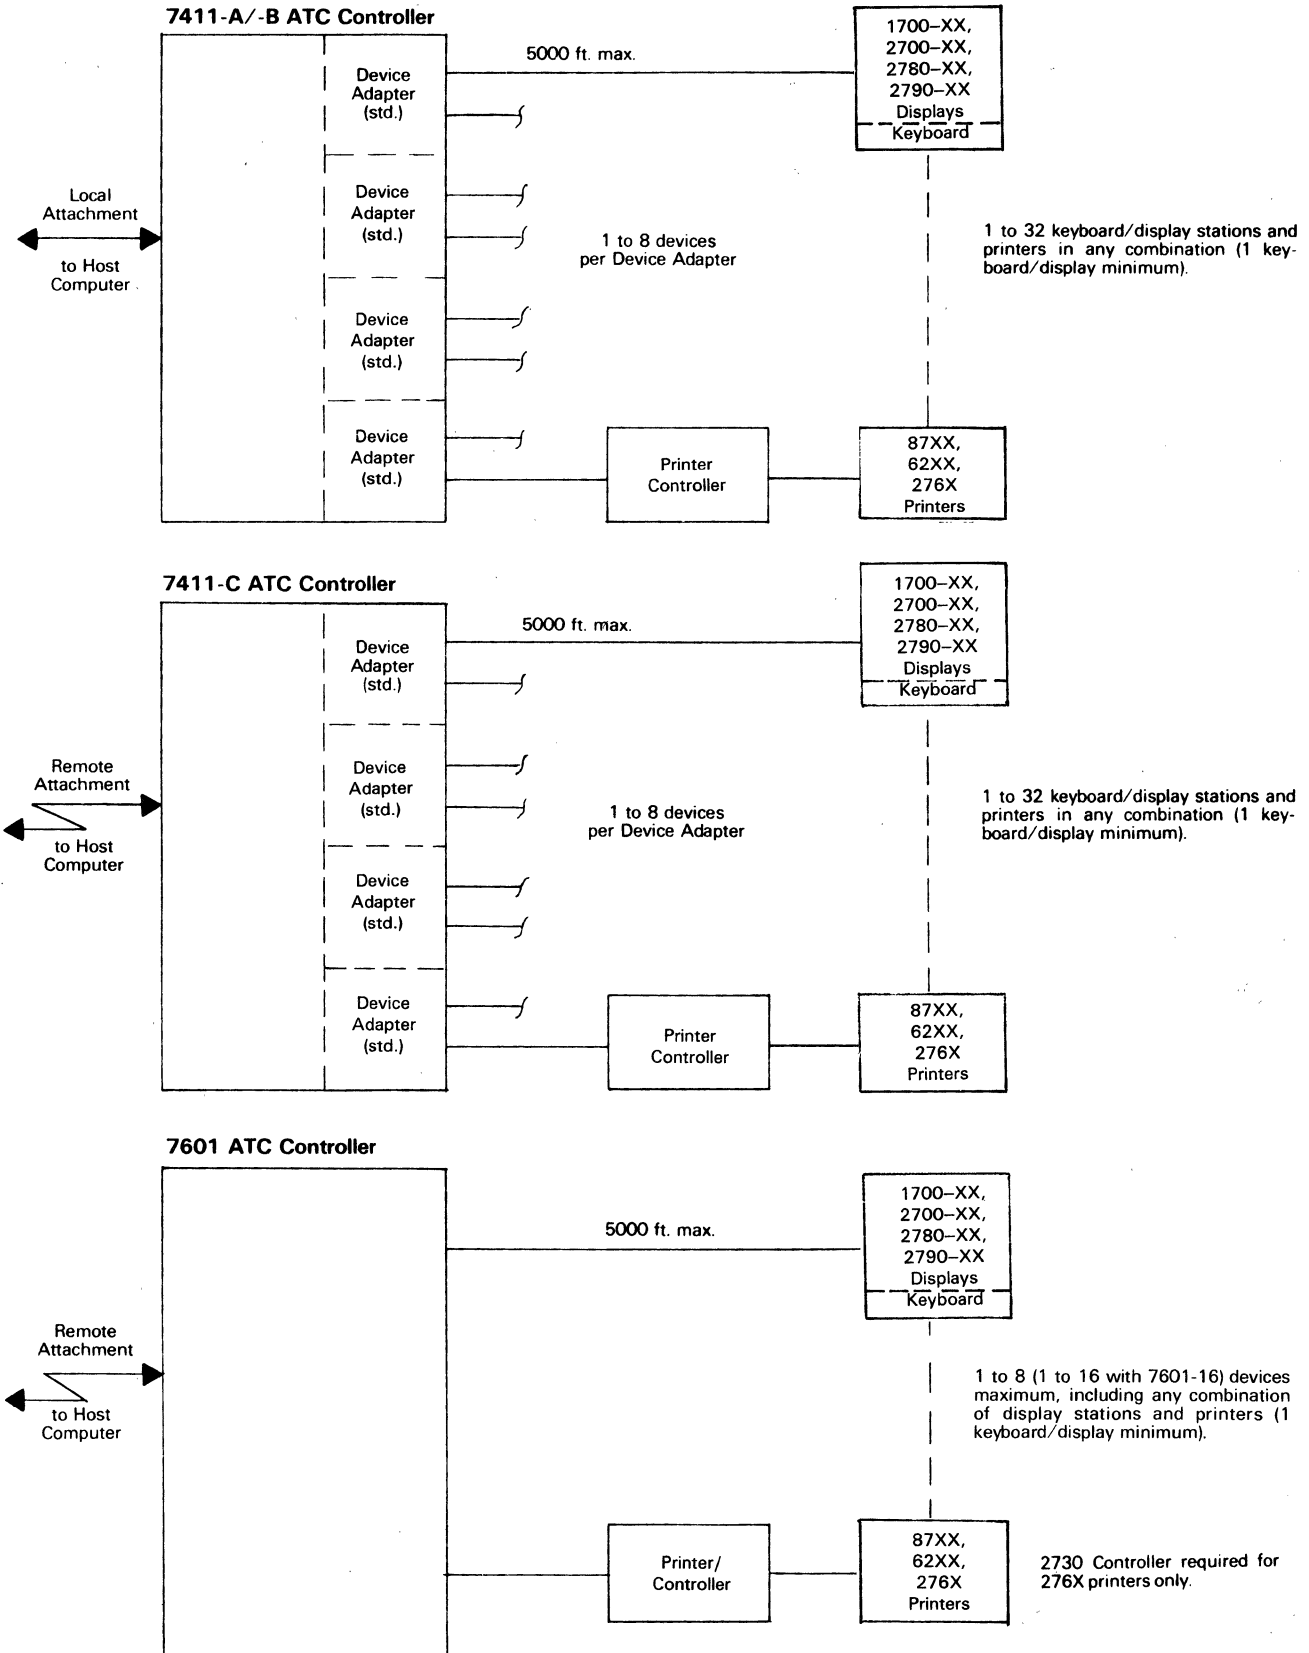 7411-A/-B ATC Controller
Device
Adapter
(std.)
5000 ft. max.
1700–XX,
2700–XX,
2780–XX,
2790–XX
Displays
Keyboard
Local
Attachment
to Host
Computer
Device
Adapter
(std.)
1 to 8 devices
per Device Adapter
1 to 32 keyboard/display stations and
printers in any combination (1 key-
board/display minimum).
Device
Adapter
(std.)
Device
Adapter
(std.)
Printer
Controller
87XX,
62XX,
276X
Printers
7411-C ATC Controller
Device
Adapter
(std.)
5000 ft. max.
1700–XX,
2700–XX,
2780–XX,
2790–XX
Displays
Keyboard
Remote
Attachment
to Host
Computer
Device
Adapter
(std.)
1 to 8 devices
per Device Adapter
1 to 32 keyboard/display stations and
printers in any combination (1 key-
board/display minimum).
Device
Adapter
(std.)
Device
Adapter
(std.)
Printer
Controller
87XX,
62XX,
276X
Printers
7601 ATC Controller
5000 ft. max.
1700–XX,
2700–XX,
2780–XX,
2790–XX
Displays
Keyboard
Remote
Attachment
to Host
Computer
1 to 8 (1 to 16 with 7601-16) devices
maximum, including any combination
of display stations and printers (1
keyboard/display minimum).
Printer/
Controller
87XX,
62XX,
276X
Printers
2730 Controller required for
276X printers only.